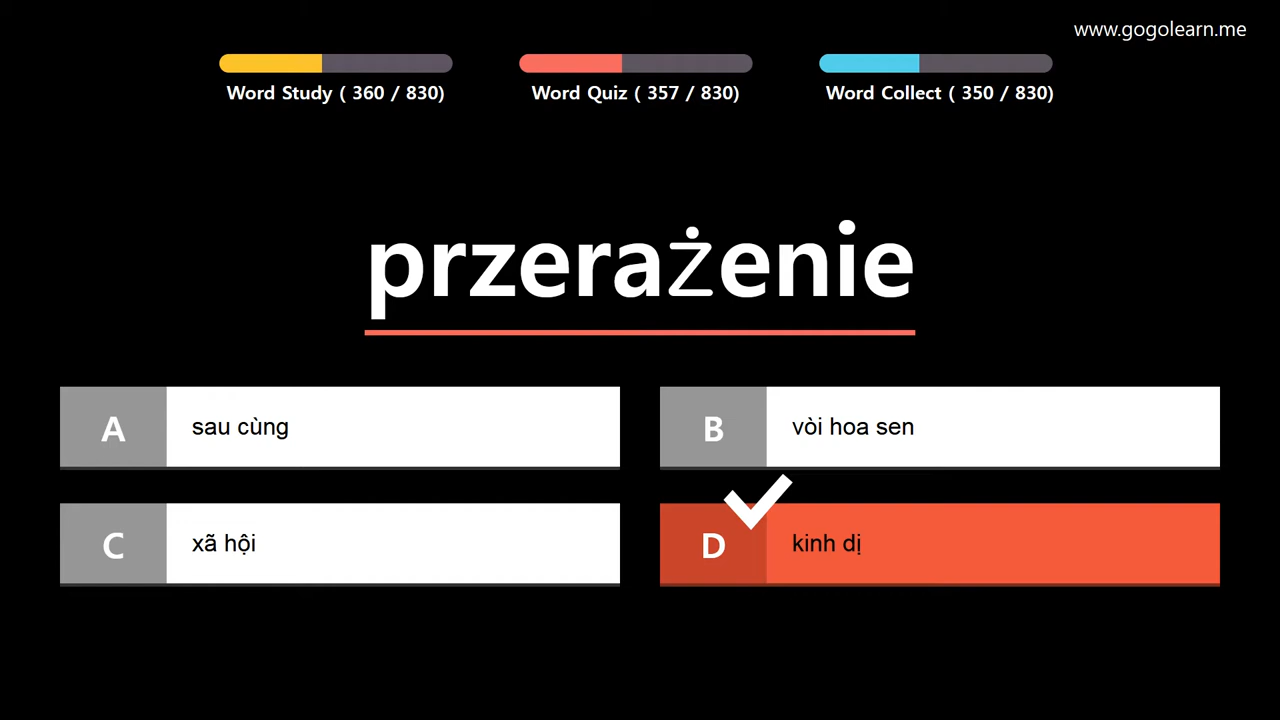 www.gogolearn.me
Word Study ( 360 / 830)
Word Quiz ( 357 / 830)
Word Collect ( 350 / 830)
przerażenie
A sau cùng
B vòi hoa sen
C xã hội
D kinh dị